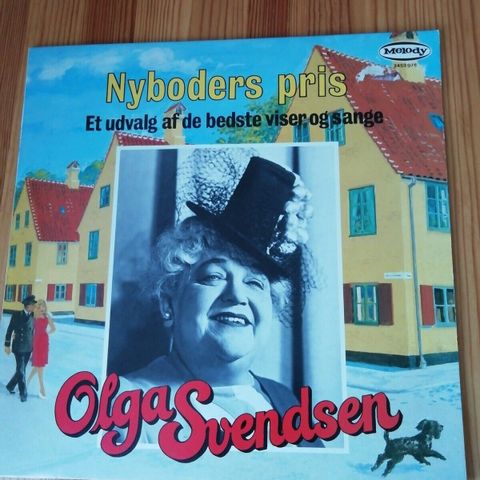 Melody
Nyboders pris
Et udvalg af de bedste viser og sange
Olga Svendsen